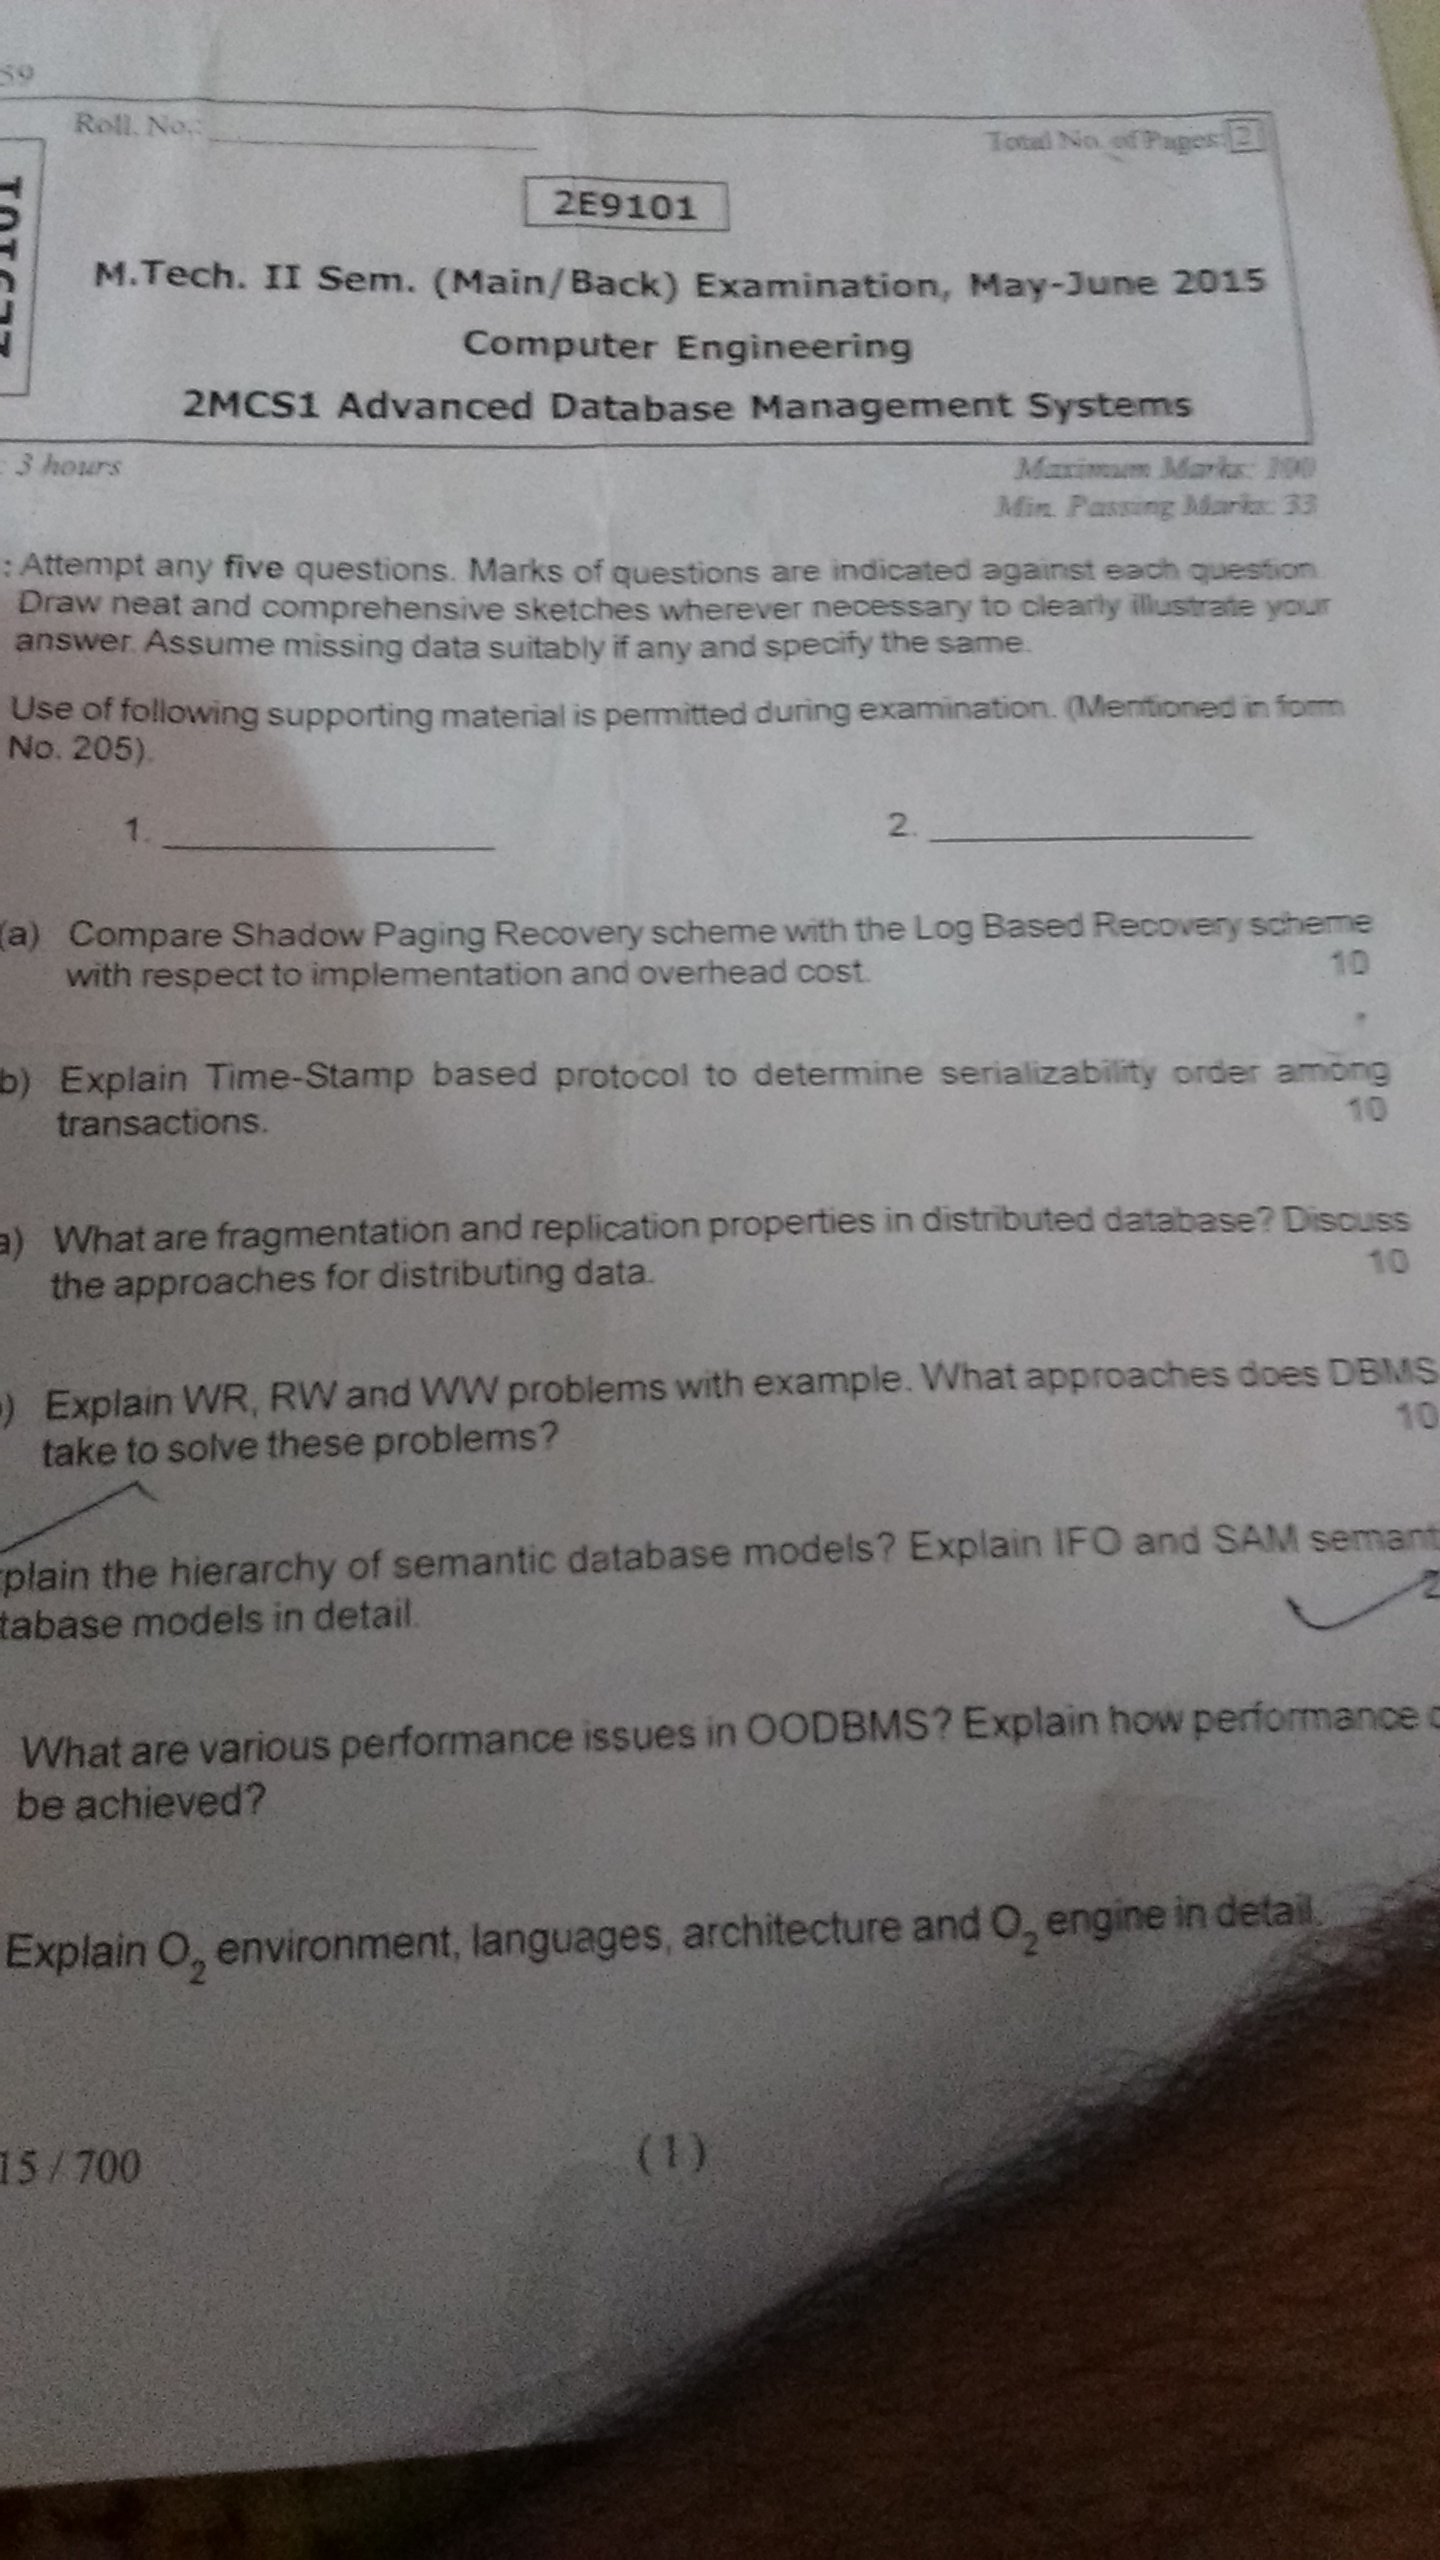 59
Roll. No.:
Total No. of Pages: 2
2E9101
2E9101
M.Tech. II Sem. (Main/Back) Examination, May-June 2015
Computer Engineering
2MCS1 Advanced Database Management Systems
: 3 hours
Maximum Marks: 100
Min. Passing Marks: 33
: Attempt any five questions. Marks of questions are indicated against each question.
Draw neat and comprehensive sketches wherever necessary to clearly illustrate your
answer. Assume missing data suitably if any and specify the same.
Use of following supporting material is permitted during examination. (Mentioned in form
No. 205).
1.
2.
(a) Compare Shadow Paging Recovery scheme with the Log Based Recovery scheme
with respect to implementation and overhead cost. 10
b) Explain Time-Stamp based protocol to determine serializability order among
transactions. 10
a) What are fragmentation and replication properties in distributed database? Discuss
the approaches for distributing data. 10
) Explain WR, RW and WW problems with example. What approaches does DBMS
take to solve these problems? 10
plain the hierarchy of semantic database models? Explain IFO and SAM semant
tabase models in detail. 2
What are various performance issues in OODBMS? Explain how performance c
be achieved?
Explain O₂ environment, languages, architecture and O₂ engine in detail.
15 / 700
(1)